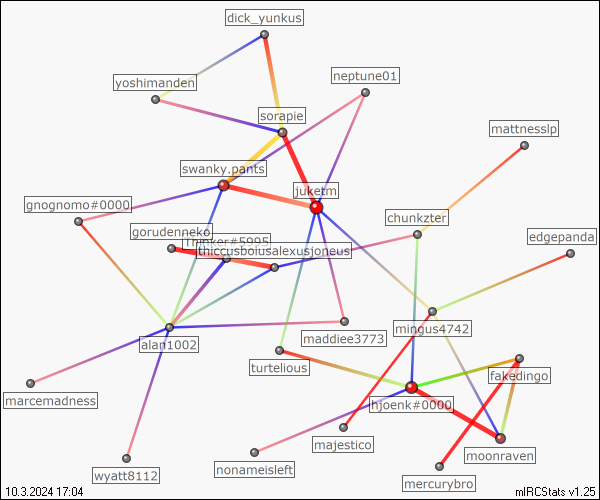 dick_yunkus
neptune01
yoshimanden
sorapie
mattnesslp
swanky.pants
juketrn
gnognomo#0000
chunkzter
gorudenneko
edgepanda
Thinker#5995
thiccusboiusalexusjoneus
mingus4742
maddiee3773
alan1002
turtelious
fakedingo
marcemadness
hjoenk#0000
majestico
moonraven
nonameisleft
wyatt8112
mercurybro
10.3.2024 17:04
mIRCStats v1.25